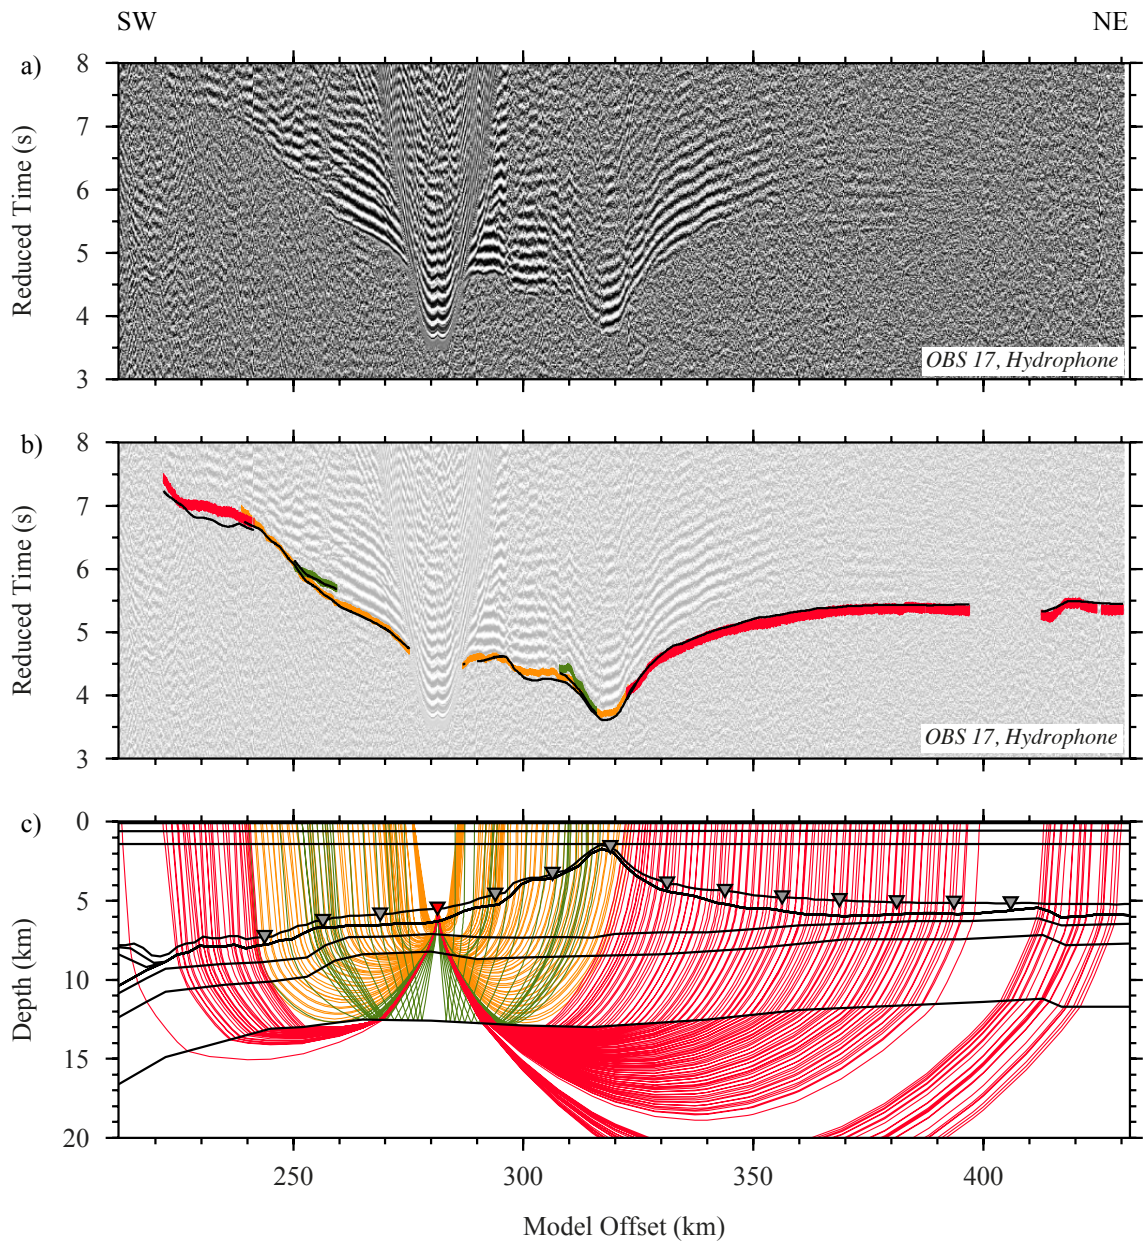 SW NE
a)
8
7
6
5
4
3
Reduced Time (s)
OBS 17, Hydrophone
b)
8
7
6
5
4
3
Reduced Time (s)
OBS 17, Hydrophone
c)
0
5
10
15
20
Depth (km)
250 300 350 400
Model Offset (km)